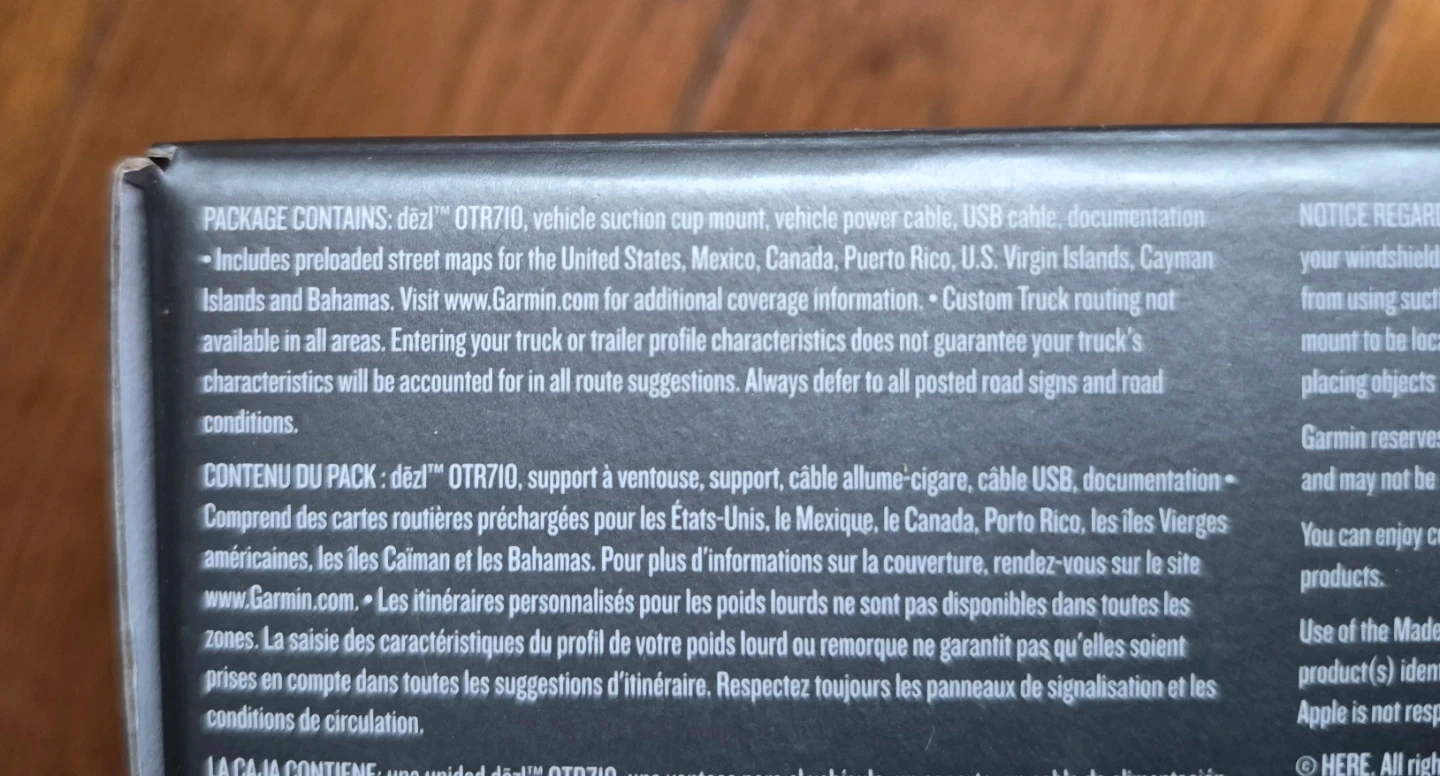 PACKAGE CONTAINS: dēzl™ OTR710, vehicle suction cup mount, vehicle power cable, USB cable, documentation
• Includes preloaded street maps for the United States, Mexico, Canada, Puerto Rico, U.S. Virgin Islands, Cayman
Islands and Bahamas. Visit www.Garmin.com for additional coverage information. • Custom Truck routing not
available in all areas. Entering your truck or trailer profile characteristics does not guarantee your truck's
characteristics will be accounted for in all route suggestions. Always defer to all posted road signs and road
conditions.
CONTENU DU PACK : dēzl™ OTR710, support à ventouse, support, câble allume-cigare, câble USB, documentation •
Comprend des cartes routières préchargées pour les États-Unis, le Mexique, le Canada, Porto Rico, les îles Vierges
américaines, les îles Caïman et les Bahamas. Pour plus d'informations sur la couverture, rendez-vous sur le site
www.Garmin.com. • Les itinéraires personnalisés pour les poids lourds ne sont pas disponibles dans toutes les
zones. La saisie des caractéristiques du profil de votre poids lourd ou remorque ne garantit pas qu'elles soient
prises en compte dans toutes les suggestions d'itinéraire. Respectez toujours les panneaux de signalisation et les
conditions de circulation.
LA CAJA CONTIENE: una unidad dēzl™ OTR710, una ventosa para el
NOTICE
your windshield
from using
mount to be
placing objects
Garmin
and may not be
You can enjoy
products.
Use of the Made
product(s)
Apple is not
© HERE. All